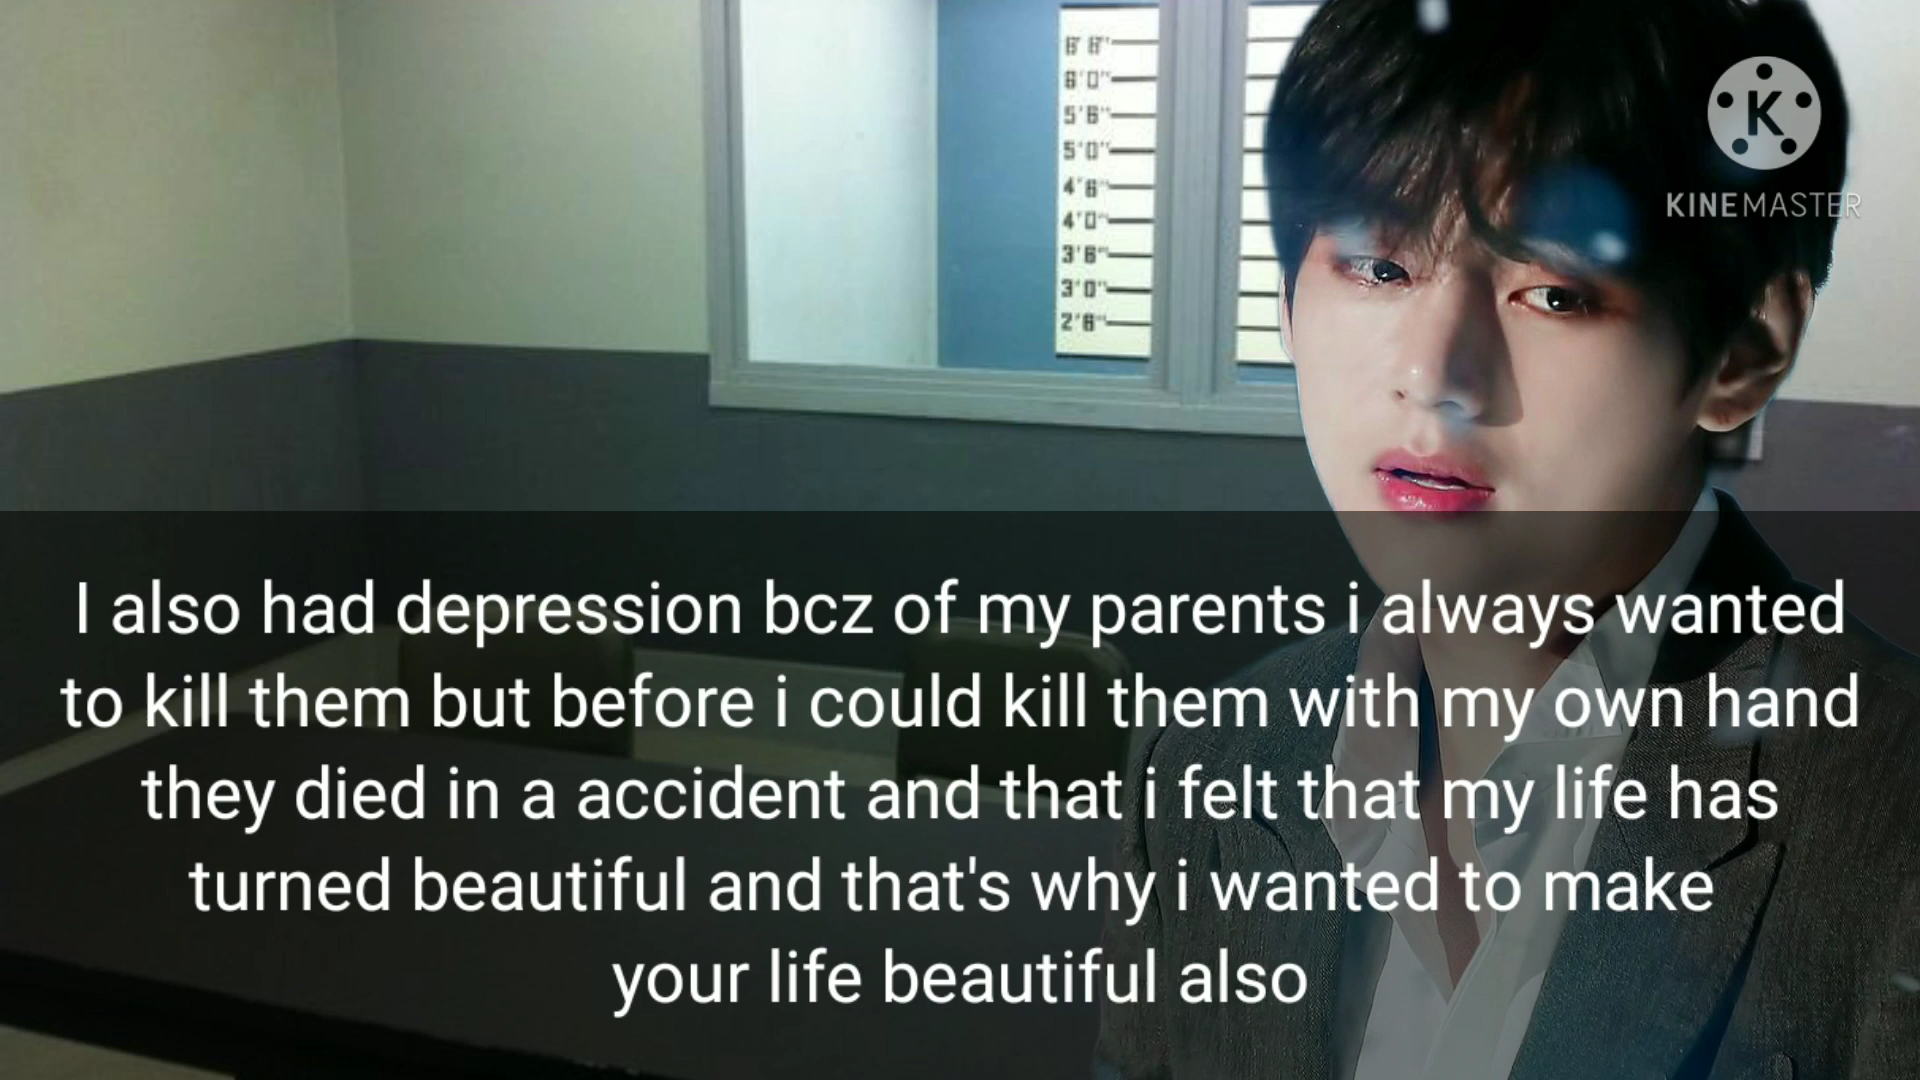 6'6"
6'0"
5'6"
5'0"
4'6"
4'0"
3'6"
3'0"
2'6"
K
KINEMASTER
I also had depression bcz of my parents i always wanted
to kill them but before i could kill them with my own hand
they died in a accident and that i felt that my life has
turned beautiful and that's why i wanted to make
your life beautiful also